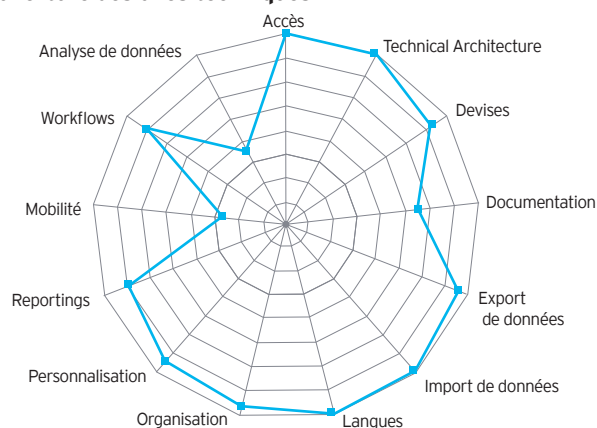 Accès
Technical Architecture
Analyse de données
Devises
Workflows
Documentation
Mobilité
Export
de données
Reportings
Import de données
Personnalisation
Langues
Organisation